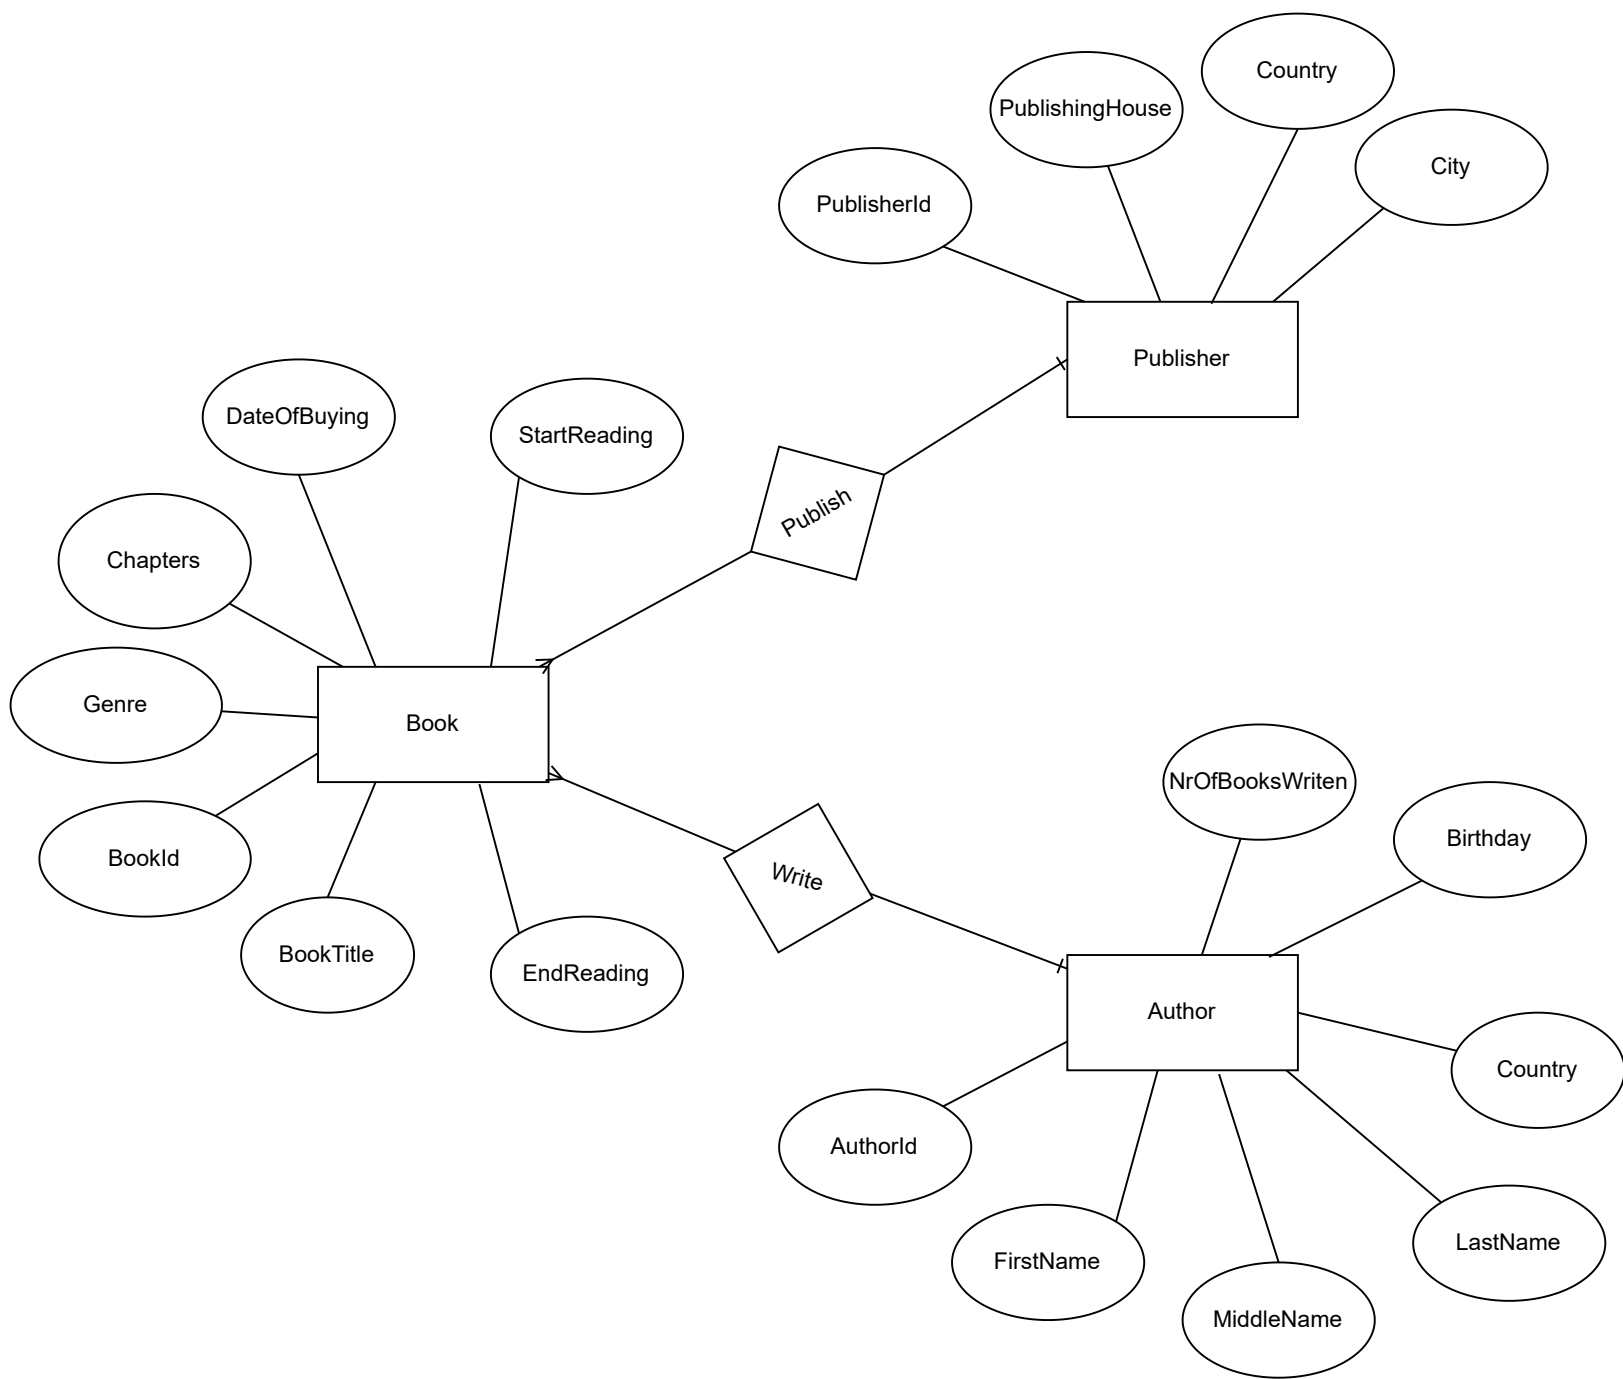 Country
PublishingHouse
City
PublisherId
Publisher
DateOfBuying
StartReading
Publish
Chapters
Genre
Book
NrOfBooksWriten
Birthday
BookId
Write
BookTitle
EndReading
Author
Country
AuthorId
LastName
FirstName
MiddleName